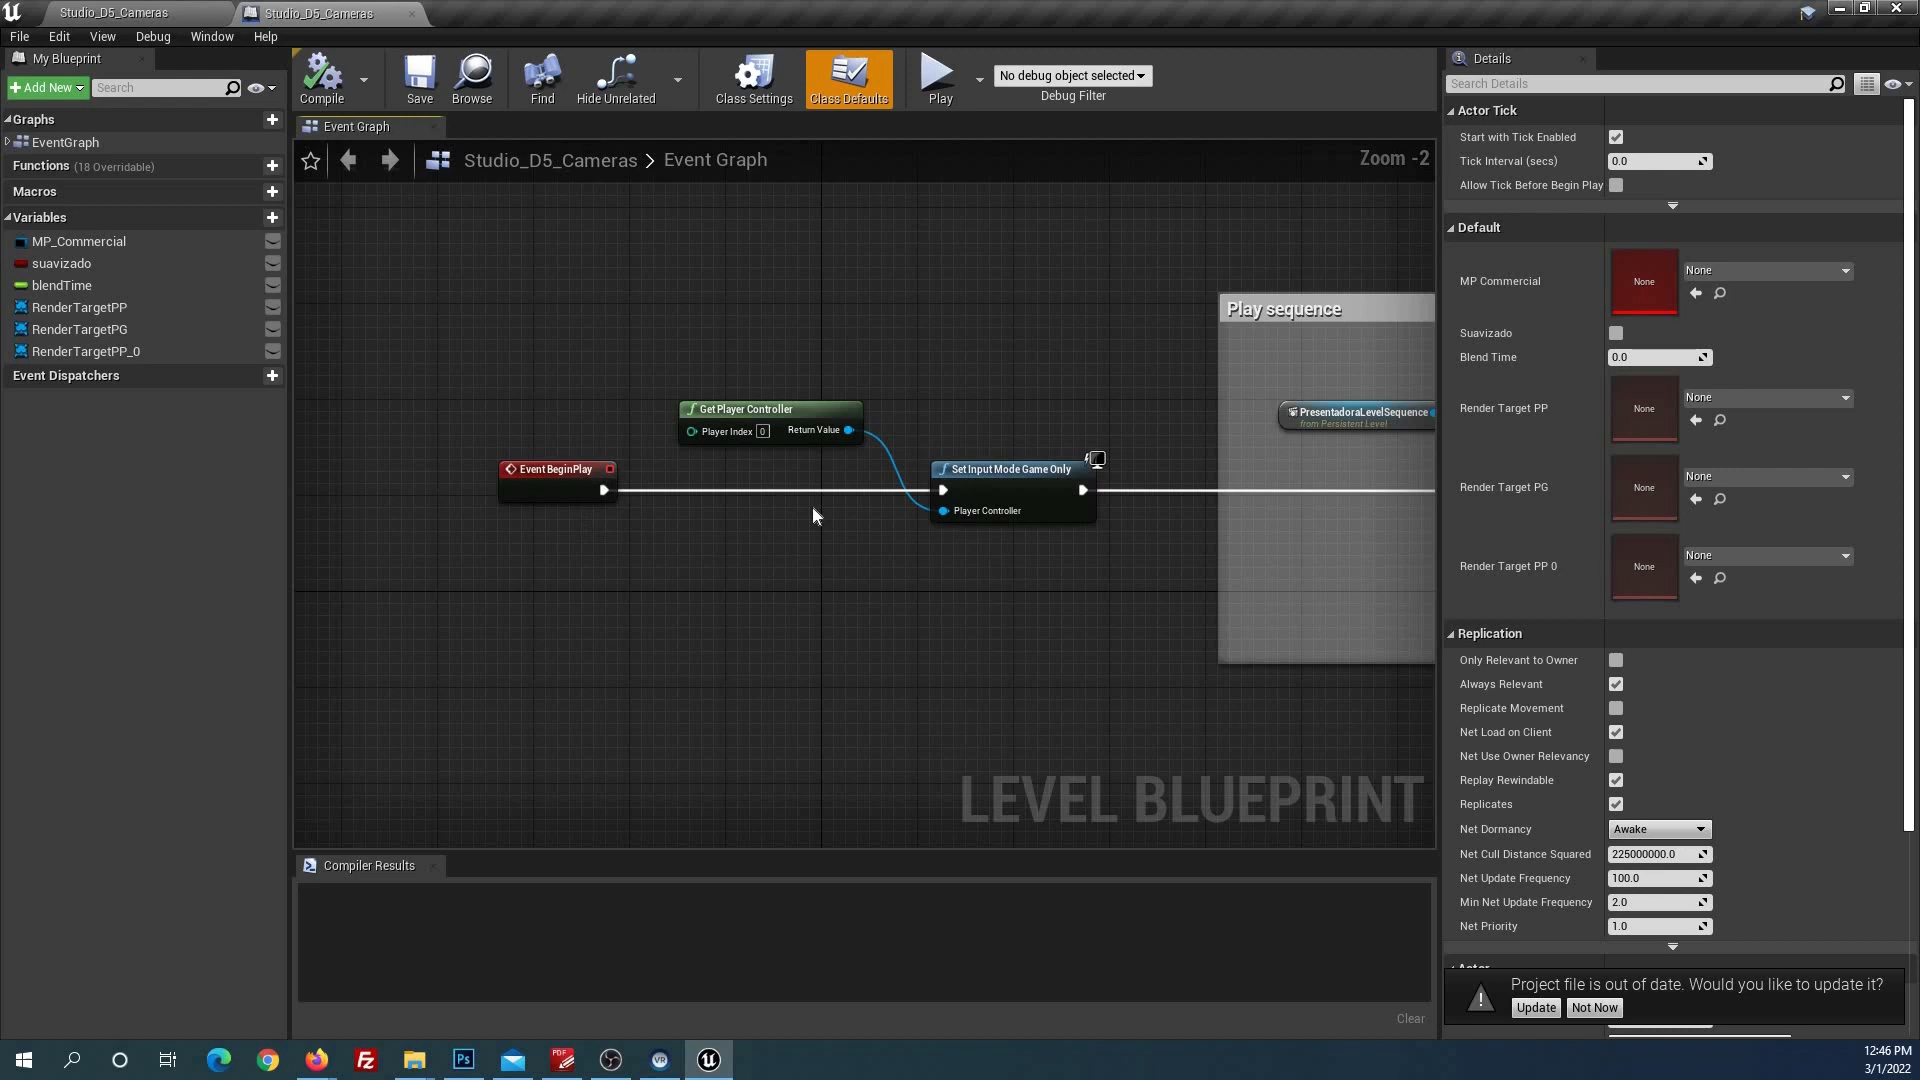 Studio_D5_Cameras
Studio_D5_Cameras
File Edit View Debug Window Help
My Blueprint
Add New
Search
Graphs
EventGraph
Functions (18 Overridable)
Macros
Variables
MP_Commercial
suavizado
blendTime
RenderTargetPP
RenderTargetPG
RenderTargetPP_0
Event Dispatchers
Compile
Save
Browse
Find
Hide Unrelated
Class Settings
Class Defaults
Play
No debug object selected
Debug Filter
Event Graph
Studio_D5_Cameras > Event Graph
Zoom -2
Play sequence
PresentadoraLevelSequence
from Persistent Level
Get Player Controller
Player Index 0
Return Value
Event BeginPlay
Set Input Mode Game Only
Player Controller
LEVEL BLUEPRINT
Compiler Results
Clear
Details
Search Details
Actor Tick
Start with Tick Enabled
Tick Interval (secs) 0.0
Allow Tick Before Begin Play
Default
MP Commercial None None
Suavizado
Blend Time 0.0
Render Target PP None None
Render Target PG None None
Render Target PP 0 None None
Replication
Only Relevant to Owner
Always Relevant
Replicate Movement
Net Load on Client
Net Use Owner Relevancy
Replay Rewindable
Replicates
Net Dormancy Awake
Net Cull Distance Squared 225000000.0
Net Update Frequency 100.0
Min Net Update Frequency 2.0
Net Priority 1.0
Project file is out of date. Would you like to update it?
Update Not Now
12:46 PM
3/1/2022